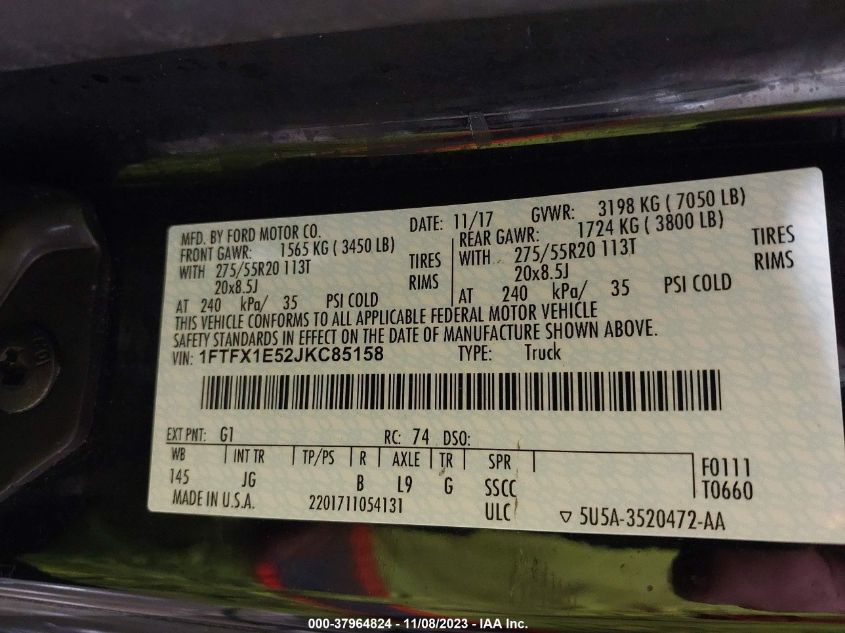 MFD. BY FORD MOTOR CO. DATE: 11/17 GVWR: 3198 KG ( 7050 LB)
FRONT GAWR: 1565 KG ( 3450 LB) REAR GAWR: 1724 KG ( 3800 LB)
WITH 275/55R20 113T TIRES WITH 275/55R20 113T TIRES
20x8.5J RIMS 20x8.5J RIMS
AT 240 kPa/ 35 PSI COLD AT 240 kPa/ 35 PSI COLD
THIS VEHICLE CONFORMS TO ALL APPLICABLE FEDERAL MOTOR VEHICLE
SAFETY STANDARDS IN EFFECT ON THE DATE OF MANUFACTURE SHOWN ABOVE.
VIN: 1FTFX1E52JKC85158 TYPE: Truck
EXT PNT: G1 RC: 74 DSO:
WB INT TR TP/PS R AXLE TR SPR F0111
145 JG B L9 G SSCC T0660
MADE IN U.S.A. 2201711054131 ULC ▽ 5U5A-3520472-AA
000-37964824 - 11/08/2023 - IAA Inc.